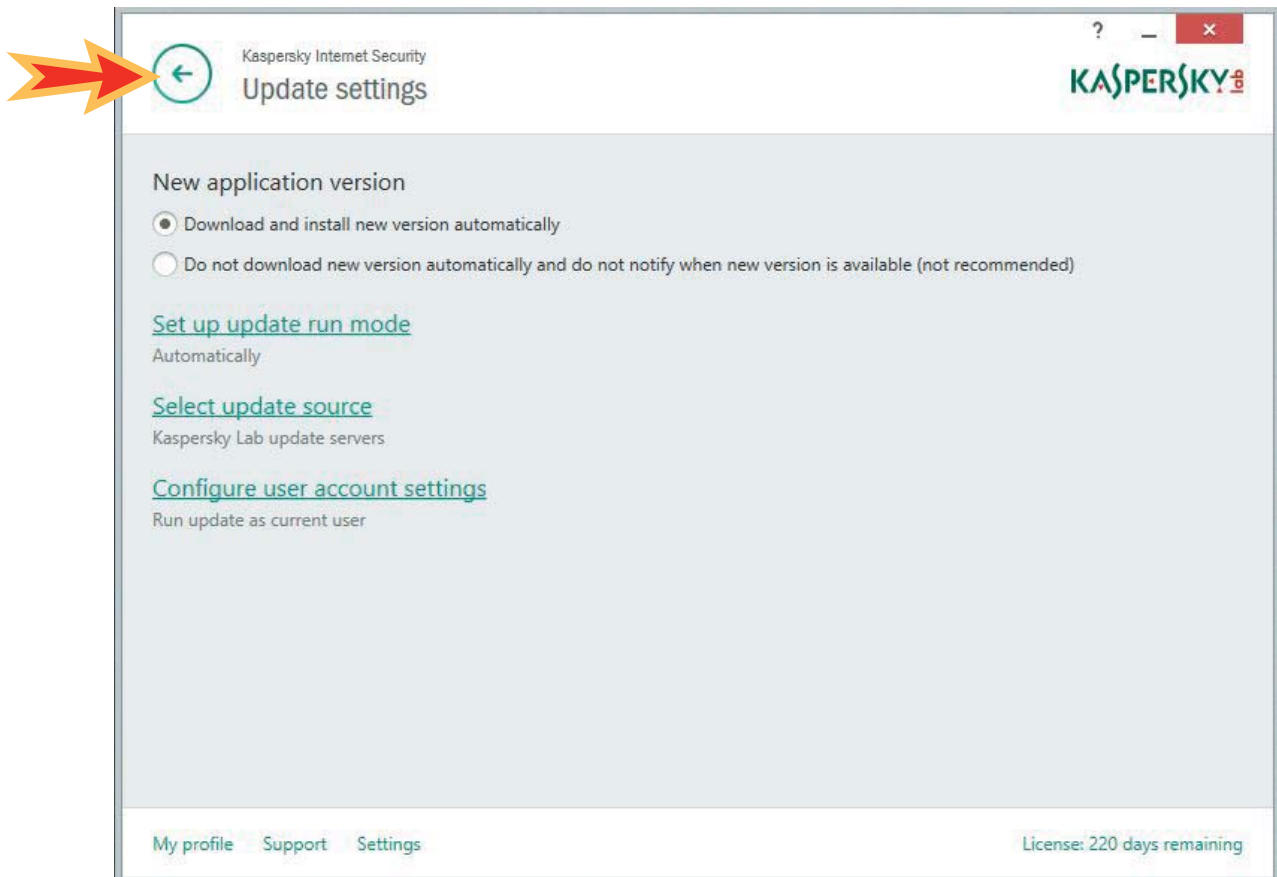 ? _ ×
Kaspersky Internet Security
Update settings
KASPERSKY lab
New application version
Download and install new version automatically
Do not download new version automatically and do not notify when new version is available (not recommended)
Set up update run mode
Automatically
Select update source
Kaspersky Lab update servers
Configure user account settings
Run update as current user
My profile Support Settings License: 220 days remaining